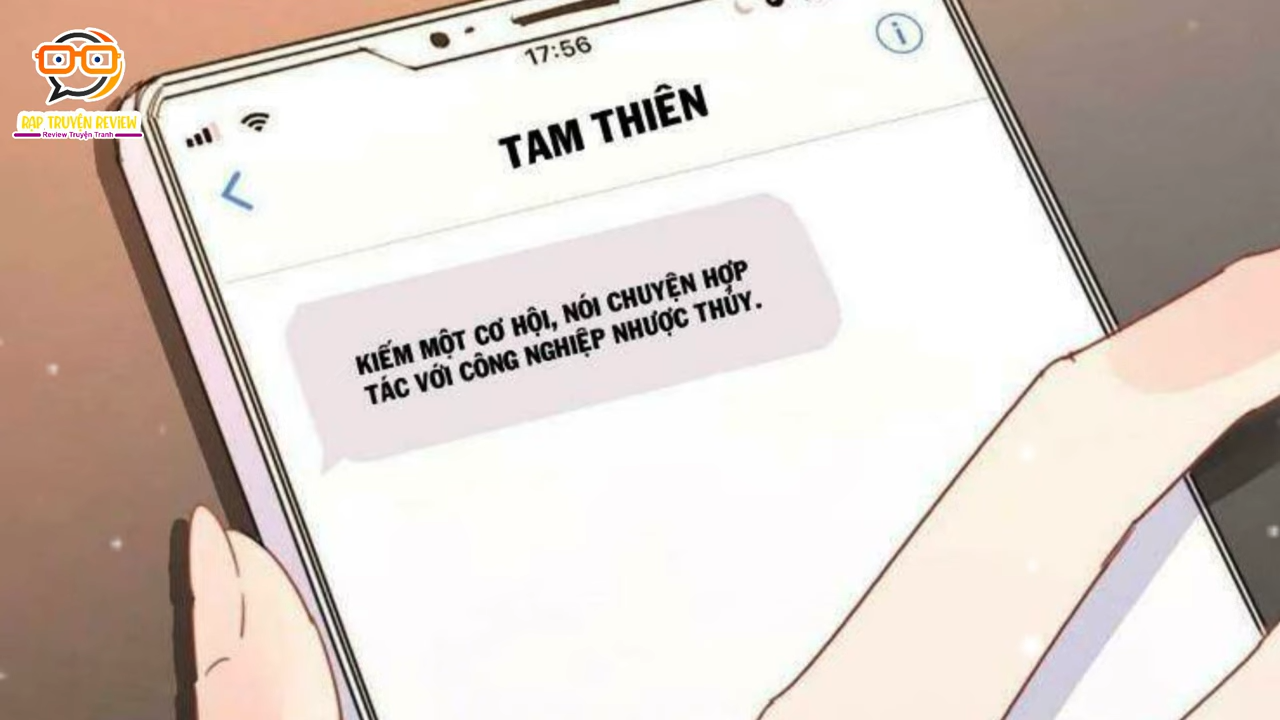 RAP TRUYỆN REVIEW
Review Truyện Tranh
17:56
TAM THIÊN
KIẾM MỘT CƠ HỘI, NÓI CHUYỆN HỢP
TÁC VỚI CÔNG NGHIỆP NHƯỢC THỦY.